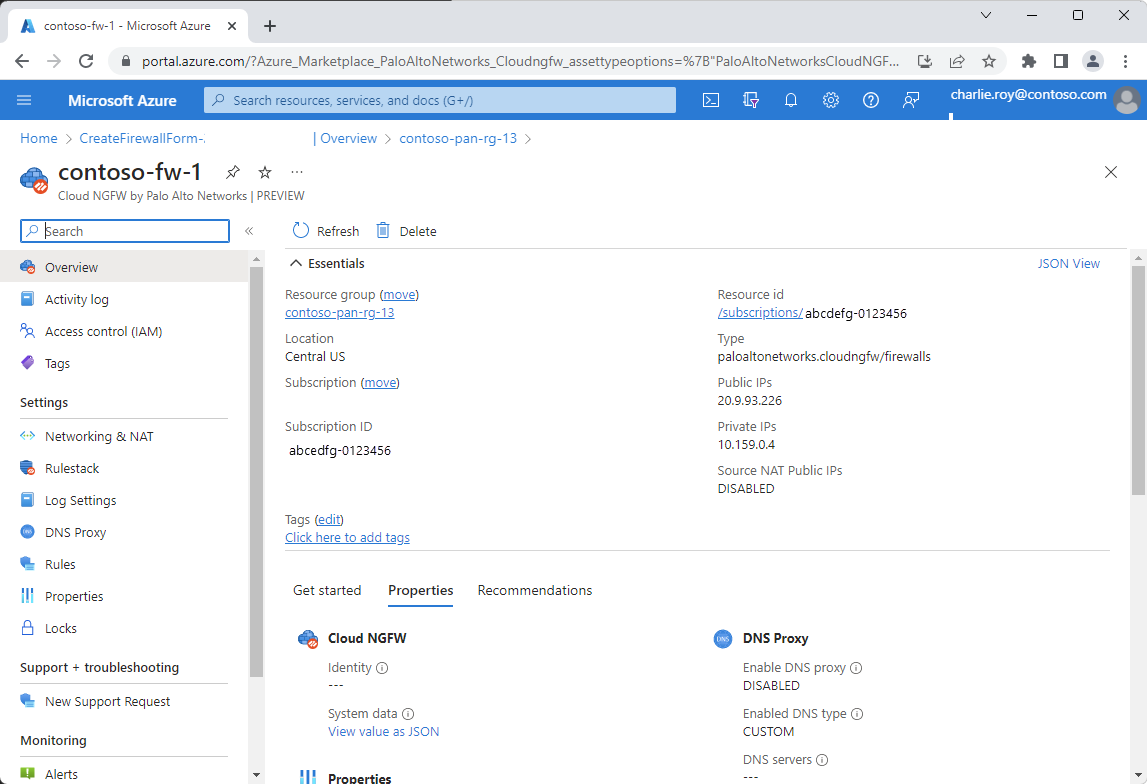 contoso-fw-1 - Microsoft Azure
portal.azure.com/?Azure_Marketplace_PaloAltoNetworks_Cloudngfw_assettypeoptions=%7B"PaloAltoNetworksCloudNGF...
Microsoft Azure
Search resources, services, and docs (G+/)
charlie.roy@contoso.com
Home > CreateFirewallForm-. | Overview > contoso-pan-rg-13 >
contoso-fw-1
Cloud NGFW by Palo Alto Networks | PREVIEW
Search
«
Overview
Activity log
Access control (IAM)
Tags
Settings
Networking & NAT
Rulestack
Log Settings
DNS Proxy
Rules
Properties
Locks
Support + troubleshooting
New Support Request
Monitoring
Alerts
Refresh Delete
Essentials
JSON View
Resource group (move)
contoso-pan-rg-13
Location
Central US
Subscription (move)
Subscription ID
abcedfg-0123456
Resource id
/subscriptions/ abcdefg-0123456
Type
paloaltonetworks.cloudngfw/firewalls
Public IPs
20.9.93.226
Private IPs
10.159.0.4
Source NAT Public IPs
DISABLED
Tags (edit)
Click here to add tags
Get started Properties Recommendations
Cloud NGFW
Identity
---
System data
View value as JSON
Properties
DNS
DNS Proxy
Enable DNS proxy
DISABLED
Enabled DNS type
CUSTOM
DNS servers
---